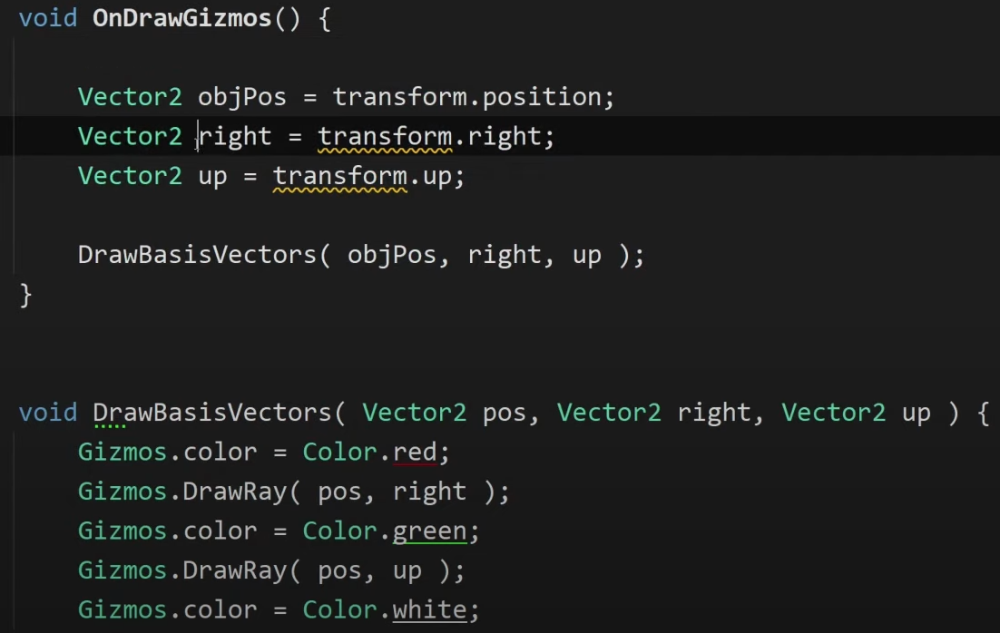 void OnDrawGizmos() {
Vector2 objPos = transform.position;
Vector2 right = transform.right;
Vector2 up = transform.up;
DrawBasisVectors( objPos, right, up );
}
void DrawBasisVectors( Vector2 pos, Vector2 right, Vector2 up ) {
Gizmos.color = Color.red;
Gizmos.DrawRay( pos, right );
Gizmos.color = Color.green;
Gizmos.DrawRay( pos, up );
Gizmos.color = Color.white;